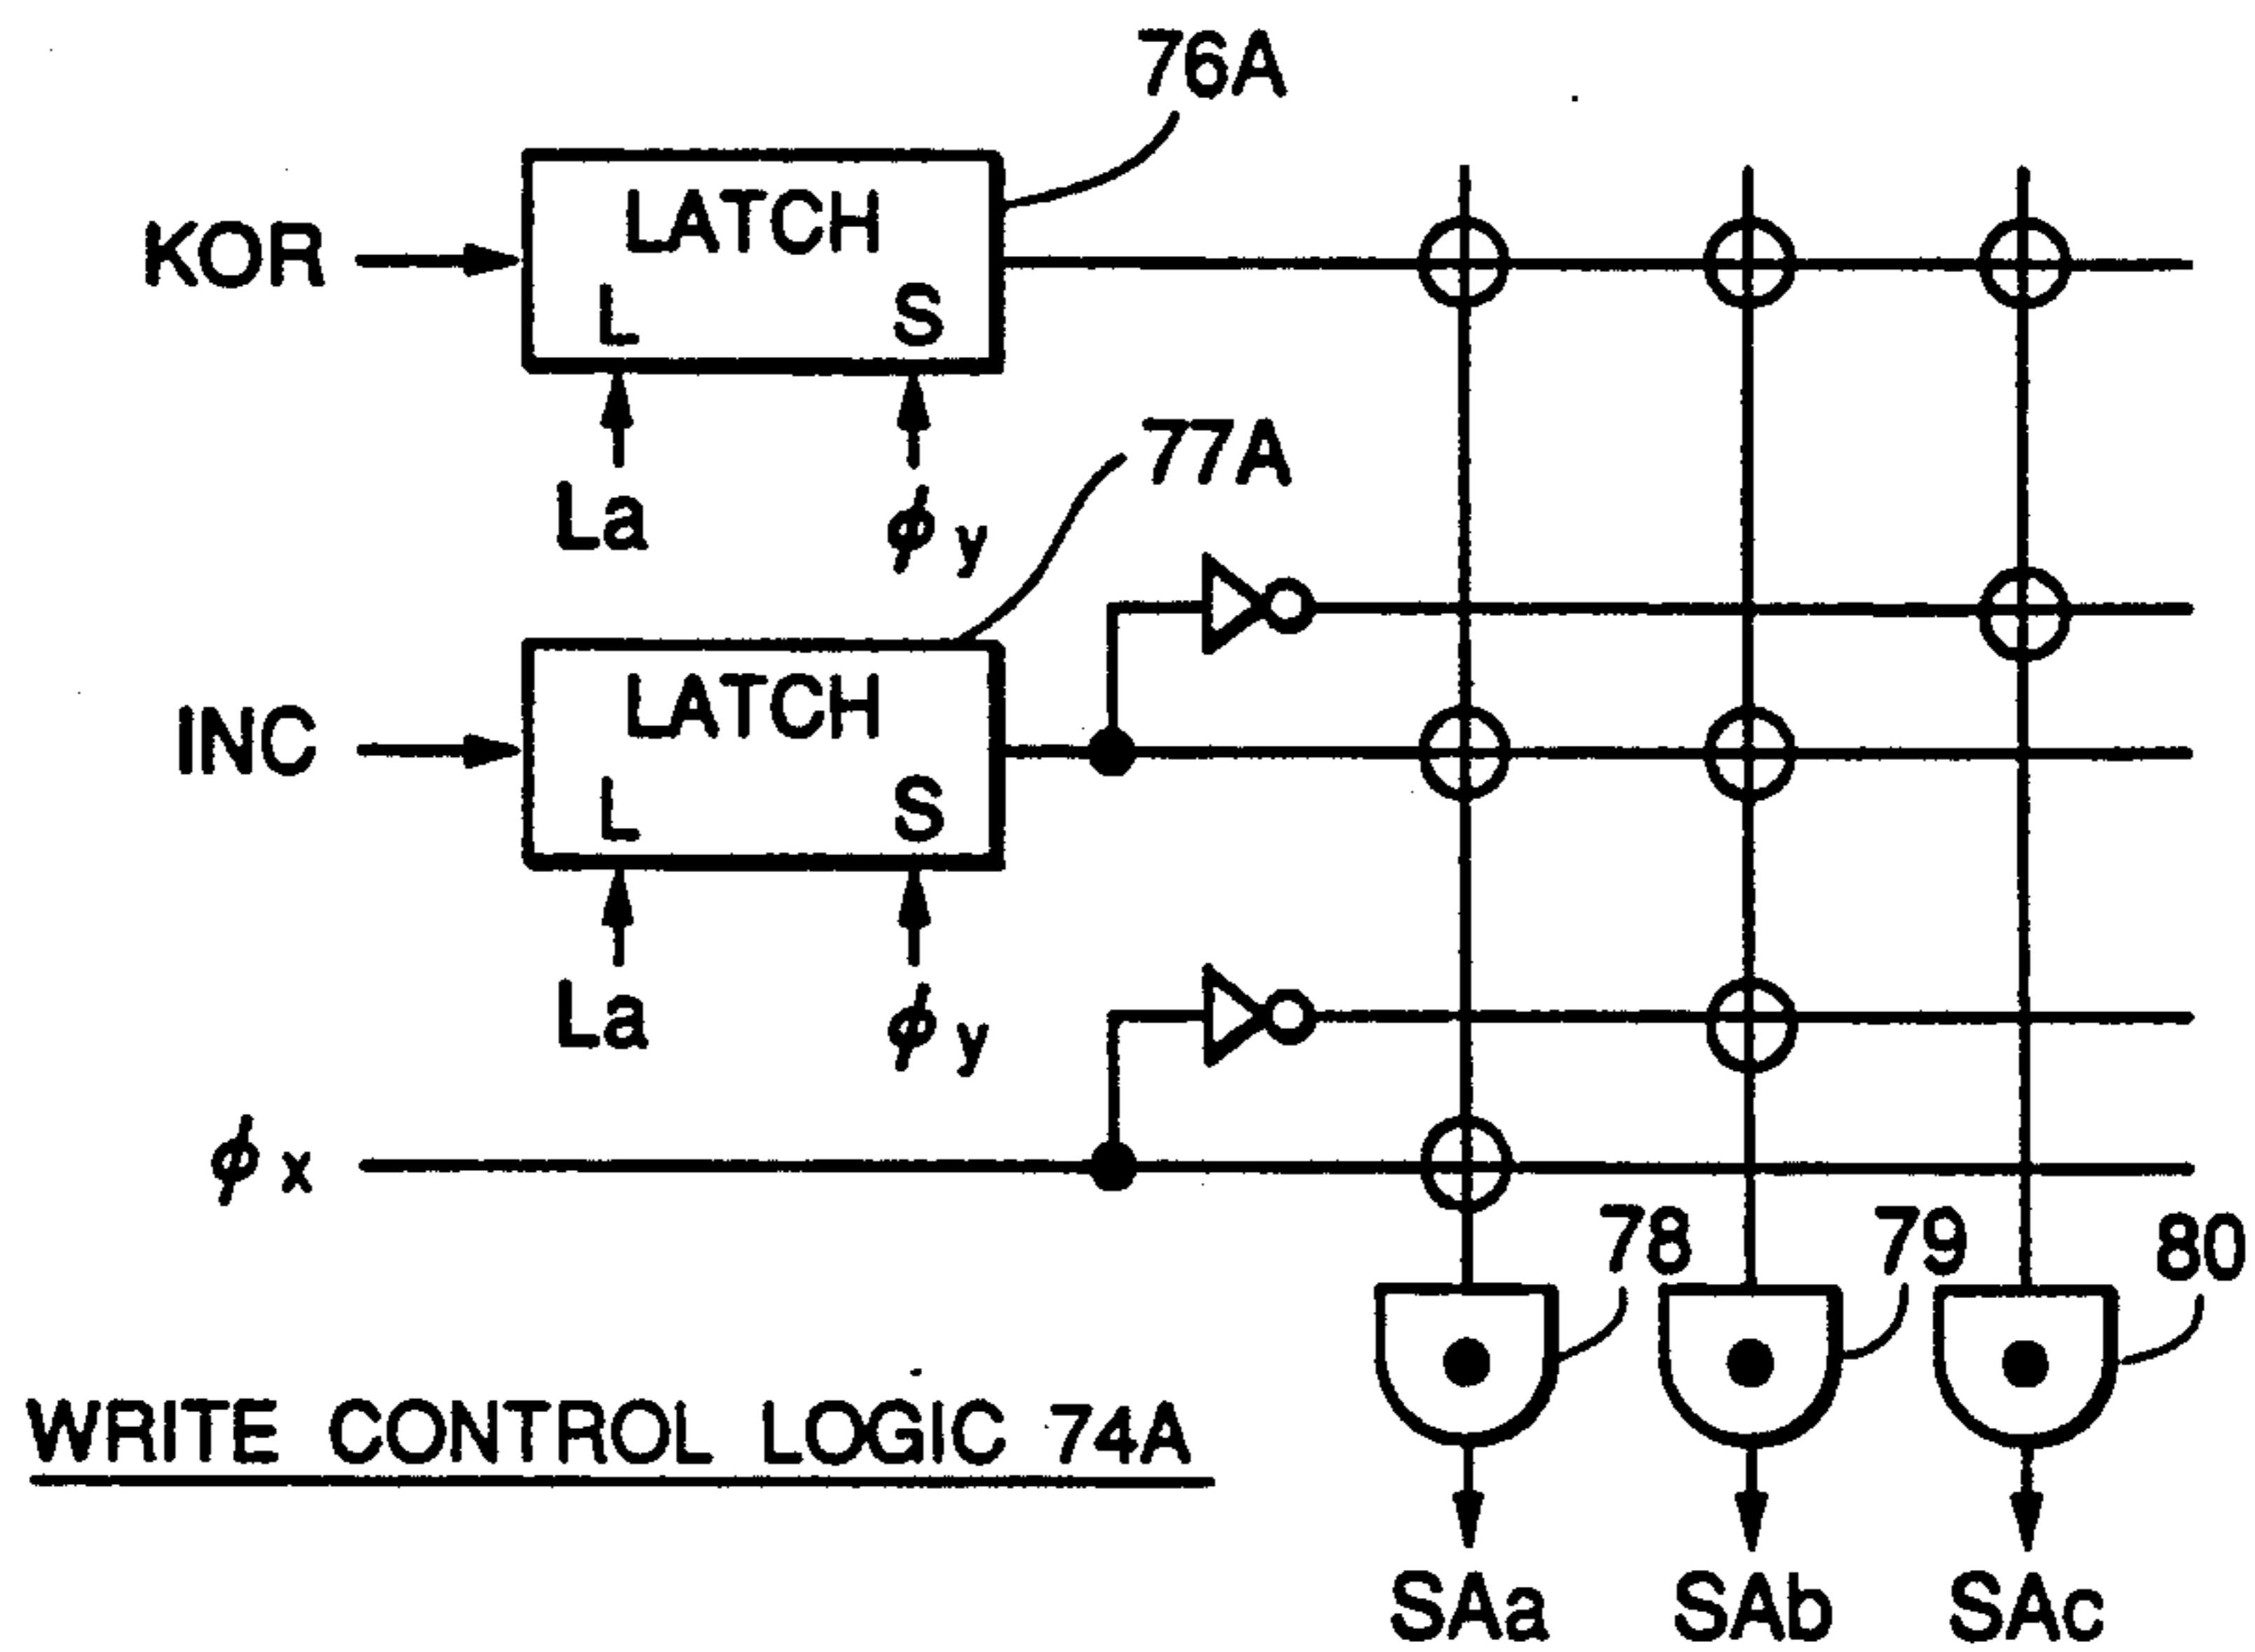 76A
KOR
LATCH
L S
La
ϕy
77A
INC
LATCH
L S
La
ϕy
ϕx
78
79
80
WRITE CONTROL LOGIC 74A
SAa
SAb
SAc